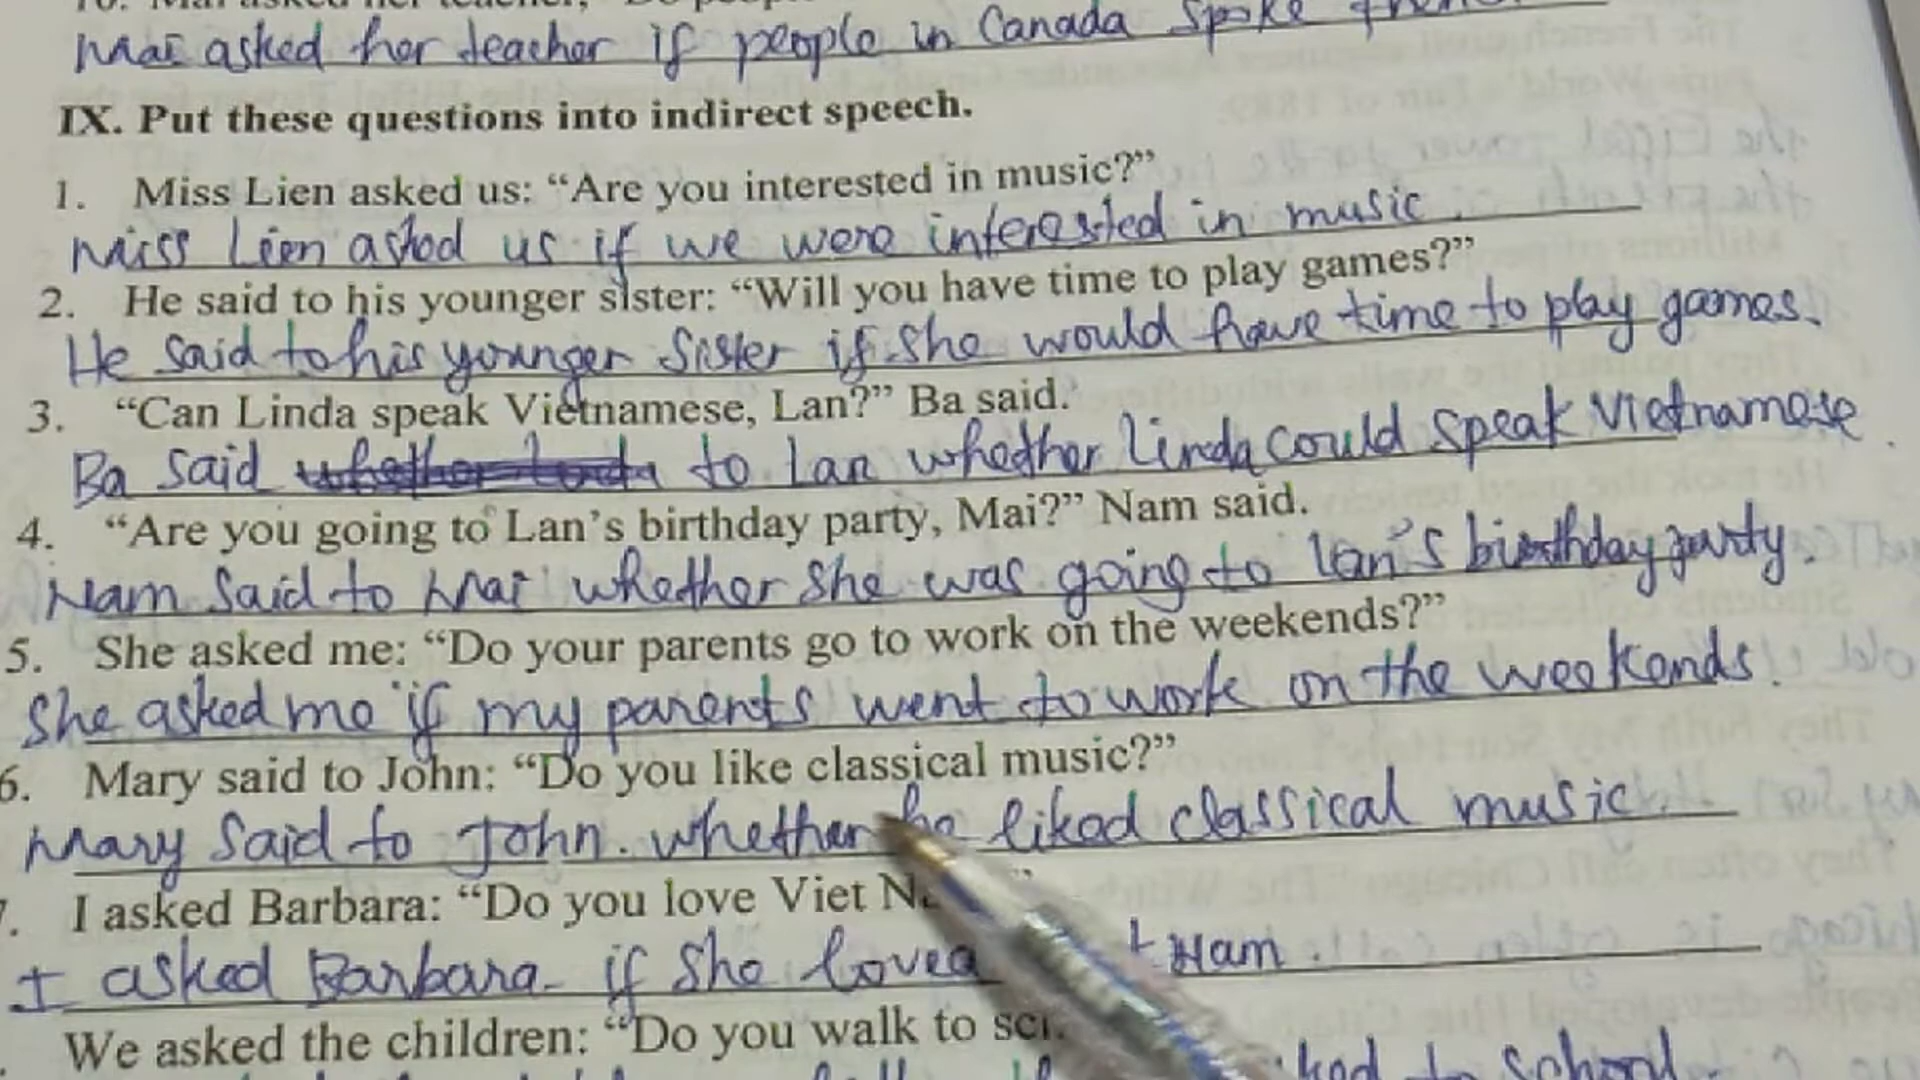 Mai asked her teacher if people in Canada spoke
IX. Put these questions into indirect speech.
1. Miss Lien asked us: “Are you interested in music?”
Miss Lien asked us if we were interested in music.
2. He said to his younger sister: “Will you have time to play games?”
He said to his younger sister if she would have time to play games.
3. “Can Linda speak Vietnamese, Lan?” Ba said.
Ba said to Lan whether Linda could speak Vietnamese.
4. “Are you going to Lan’s birthday party, Mai?” Nam said.
Nam said to Mai whether she was going to Lan's birthday party.
5. She asked me: “Do your parents go to work on the weekends?”
She asked me if my parents went to work on the weekends.
6. Mary said to John: “Do you like classical music?”
Mary said to John. whether he liked classical music.
7. I asked Barbara: “Do you love Viet
I asked Barbara if she loved Nam.
We asked the children: “Do you walk to
to school